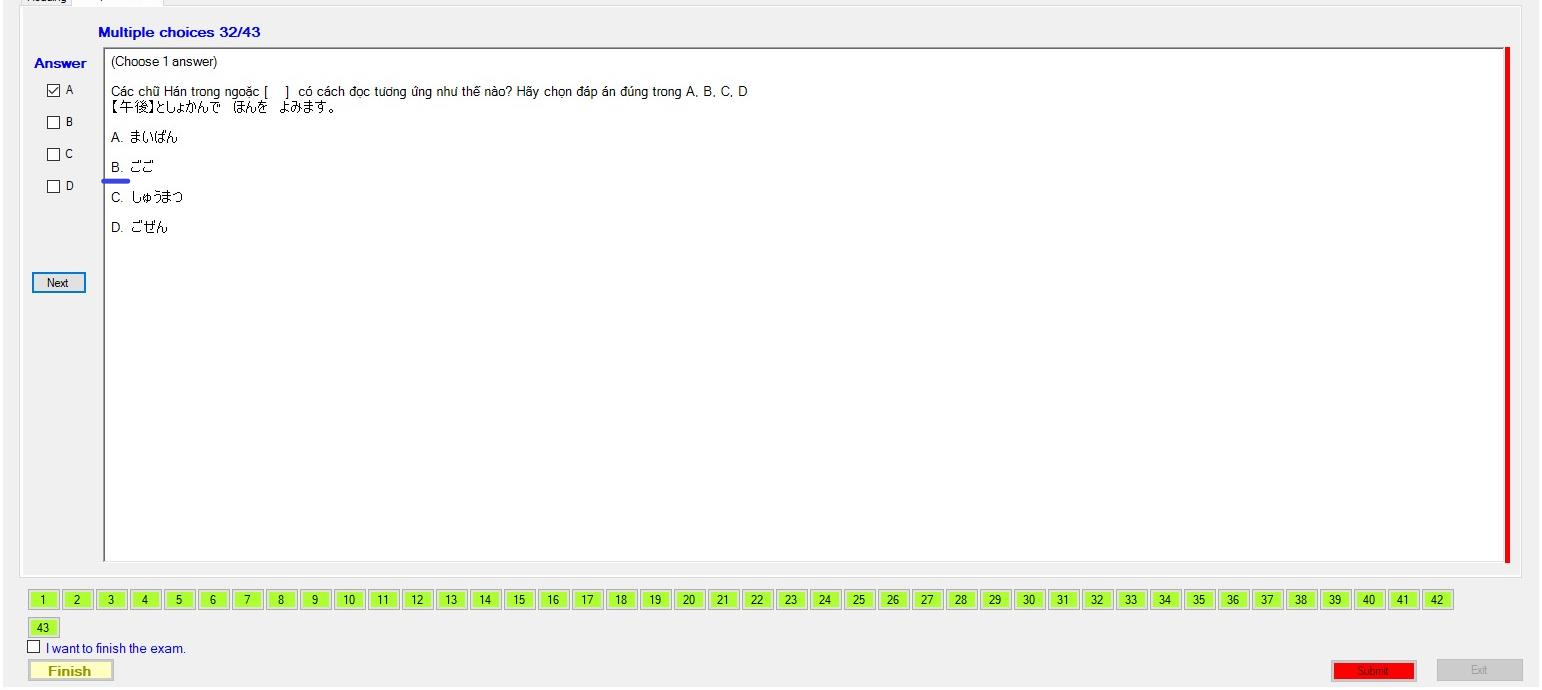 Multiple choices 32/43
Answer
(Choose 1 answer)
A
Các chữ Hán trong ngoặc [ ] có cách đọc tương ứng như thế nào? Hãy chọn đáp án đúng trong A, B, C, D
【午後】としょかんで ほんを よみます。
B
A. まいばん
C
B. ごご
D
C. しゅうまつ
D. ごぜん
Next
1 2 3 4 5 6 7 8 9 10 11 12 13 14 15 16 17 18 19 20 21 22 23 24 25 26 27 28 29 30 31 32 33 34 35 36 37 38 39 40 41 42
43
I want to finish the exam.
Finish
Submit
Exit